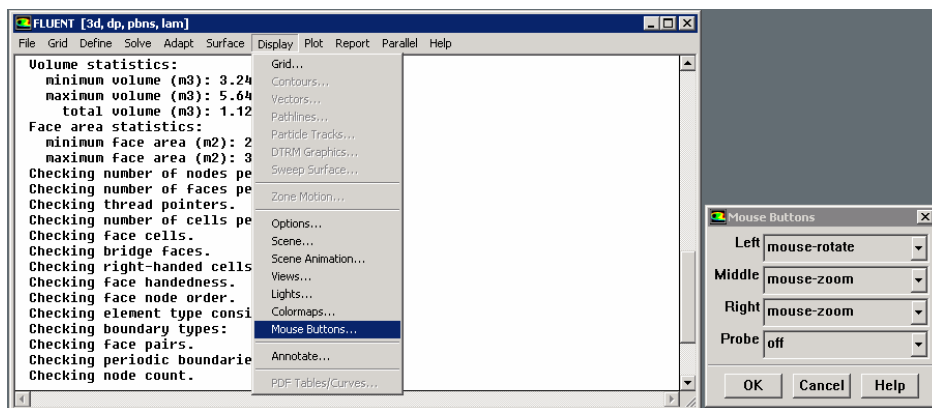 FLUENT [3d, dp, pbns, lam]
File Grid Define Solve Adapt Surface Display Plot Report Parallel Help
Volume statistics:
minimum volume (m3): 3.24
maximum volume (m3): 5.64
total volume (m3): 1.12
Face area statistics:
minimum face area (m2): 2
maximum face area (m2): 3
Checking number of nodes pe
Checking number of faces pe
Checking thread pointers.
Checking number of cells pe
Checking face cells.
Checking bridge faces.
Checking right-handed cells
Checking face handedness.
Checking face node order.
Checking element type consi
Checking boundary types:
Checking face pairs.
Checking periodic boundarie
Checking node count.
Grid...
Contours...
Vectors...
Pathlines...
Particle Tracks...
DTRM Graphics...
Sweep Surface...
Zone Motion...
Options...
Scene...
Scene Animation...
Views...
Lights...
Colormaps...
Mouse Buttons...
Annotate...
PDF Tables/Curves...
Mouse Buttons
Left mouse-rotate
Middle mouse-zoom
Right mouse-zoom
Probe off
OK Cancel Help